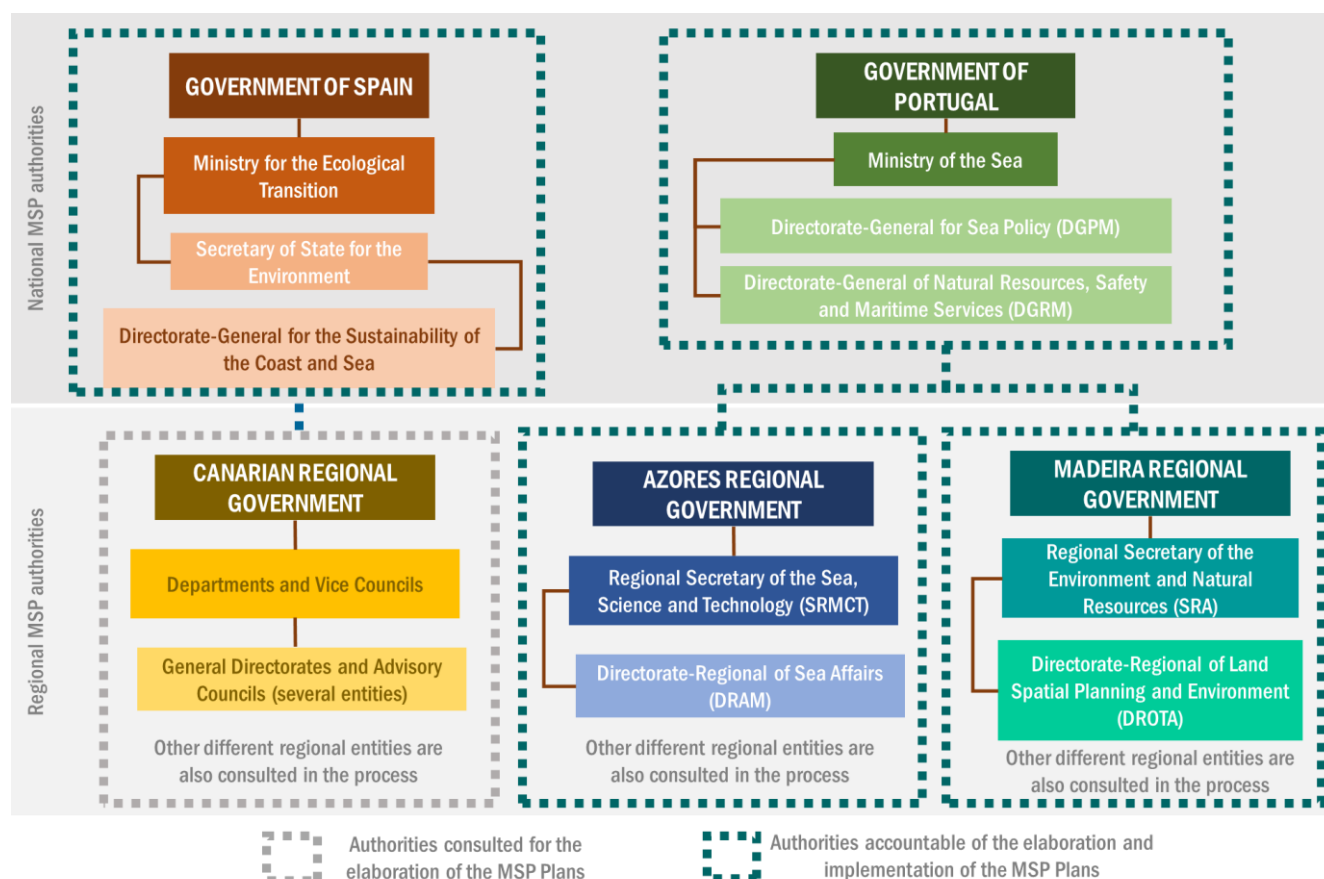 National MSP authorities
GOVERNMENT OF SPAIN
Ministry for the Ecological
Transition
Secretary of State for the
Environment
Directorate-General for the Sustainability of
the Coast and Sea
GOVERNMENT OF
PORTUGAL
Ministry of the Sea
Directorate-General for Sea Policy (DGPM)
Directorate-General of Natural Resources, Safety
and Maritime Services (DGRM)
Regional MSP authorities
CANARIAN REGIONAL
GOVERNMENT
Departments and Vice Councils
General Directorates and Advisory
Councils (several entities)
Other different regional entities are
also consulted in the process
AZORES REGIONAL
GOVERNMENT
Regional Secretary of the Sea,
Science and Technology (SRMCT)
Directorate-Regional of Sea Affairs
(DRAM)
Other different regional entities are
also consulted in the process
MADEIRA REGIONAL
GOVERNMENT
Regional Secretary of the
Environment and Natural
Resources (SRA)
Directorate-Regional of Land
Spatial Planning and Environment
(DROTA)
Other different regional entities are
also consulted in the process
Authorities consulted for the
elaboration of the MSP Plans
Authorities accountable of the elaboration and
implementation of the MSP Plans